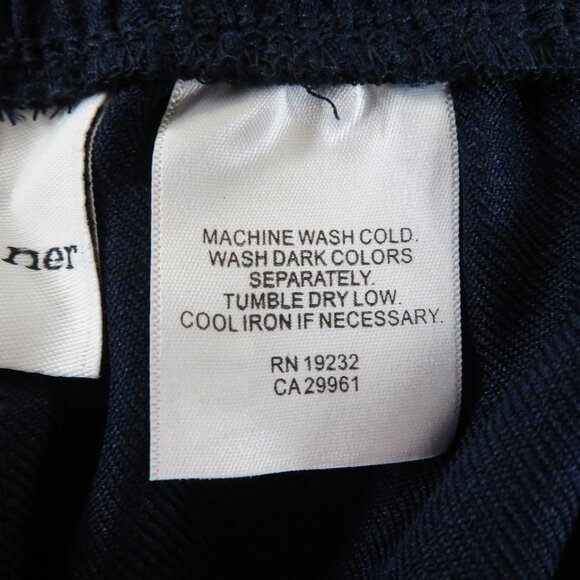 ner
MACHINE WASH COLD.
WASH DARK COLORS
SEPARATELY.
TUMBLE DRY LOW.
COOL IRON IF NECESSARY.
RN 19232
CA 29961